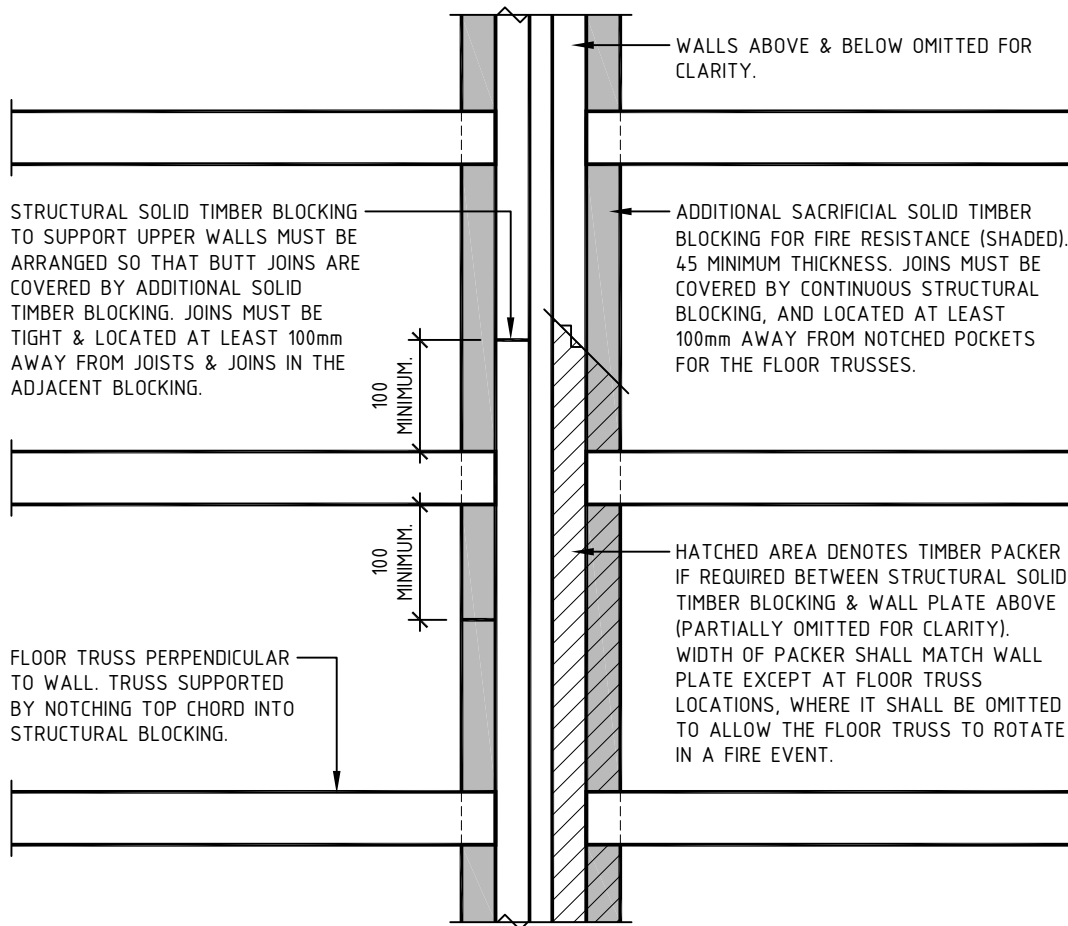 WALLS ABOVE & BELOW OMITTED FOR
CLARITY.
STRUCTURAL SOLID TIMBER BLOCKING
TO SUPPORT UPPER WALLS MUST BE
ARRANGED SO THAT BUTT JOINS ARE
COVERED BY ADDITIONAL SOLID
TIMBER BLOCKING. JOINS MUST BE
TIGHT & LOCATED AT LEAST 100mm
AWAY FROM JOISTS & JOINS IN THE
ADJACENT BLOCKING.
ADDITIONAL SACRIFICIAL SOLID TIMBER
BLOCKING FOR FIRE RESISTANCE (SHADED).
45 MINIMUM THICKNESS. JOINS MUST BE
COVERED BY CONTINUOUS STRUCTURAL
BLOCKING, AND LOCATED AT LEAST
100mm AWAY FROM NOTCHED POCKETS
FOR THE FLOOR TRUSSES.
100
MINIMUM.
100
MINIMUM.
HATCHED AREA DENOTES TIMBER PACKER
IF REQUIRED BETWEEN STRUCTURAL SOLID
TIMBER BLOCKING & WALL PLATE ABOVE
(PARTIALLY OMITTED FOR CLARITY).
WIDTH OF PACKER SHALL MATCH WALL
PLATE EXCEPT AT FLOOR TRUSS
LOCATIONS, WHERE IT SHALL BE OMITTED
TO ALLOW THE FLOOR TRUSS TO ROTATE
IN A FIRE EVENT.
FLOOR TRUSS PERPENDICULAR
TO WALL. TRUSS SUPPORTED
BY NOTCHING TOP CHORD INTO
STRUCTURAL BLOCKING.